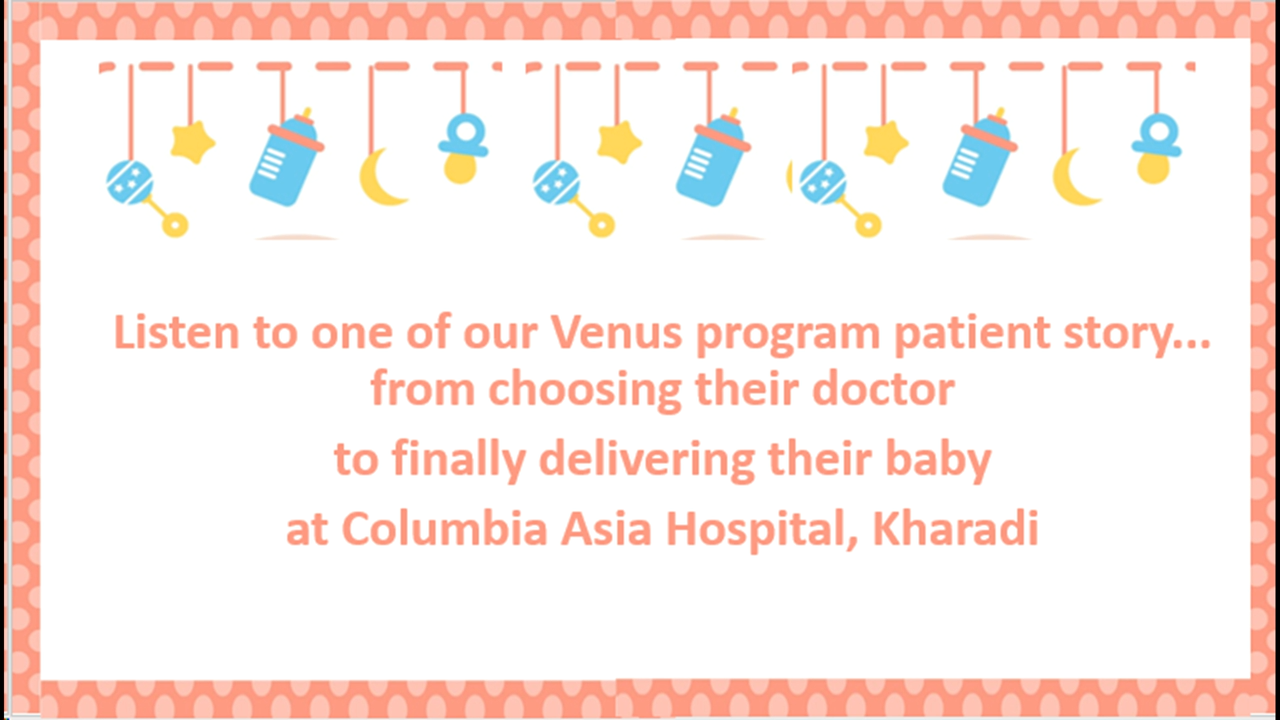 Listen to one of our Venus program patient story...
from choosing their doctor
to finally delivering their baby
at Columbia Asia Hospital, Kharadi